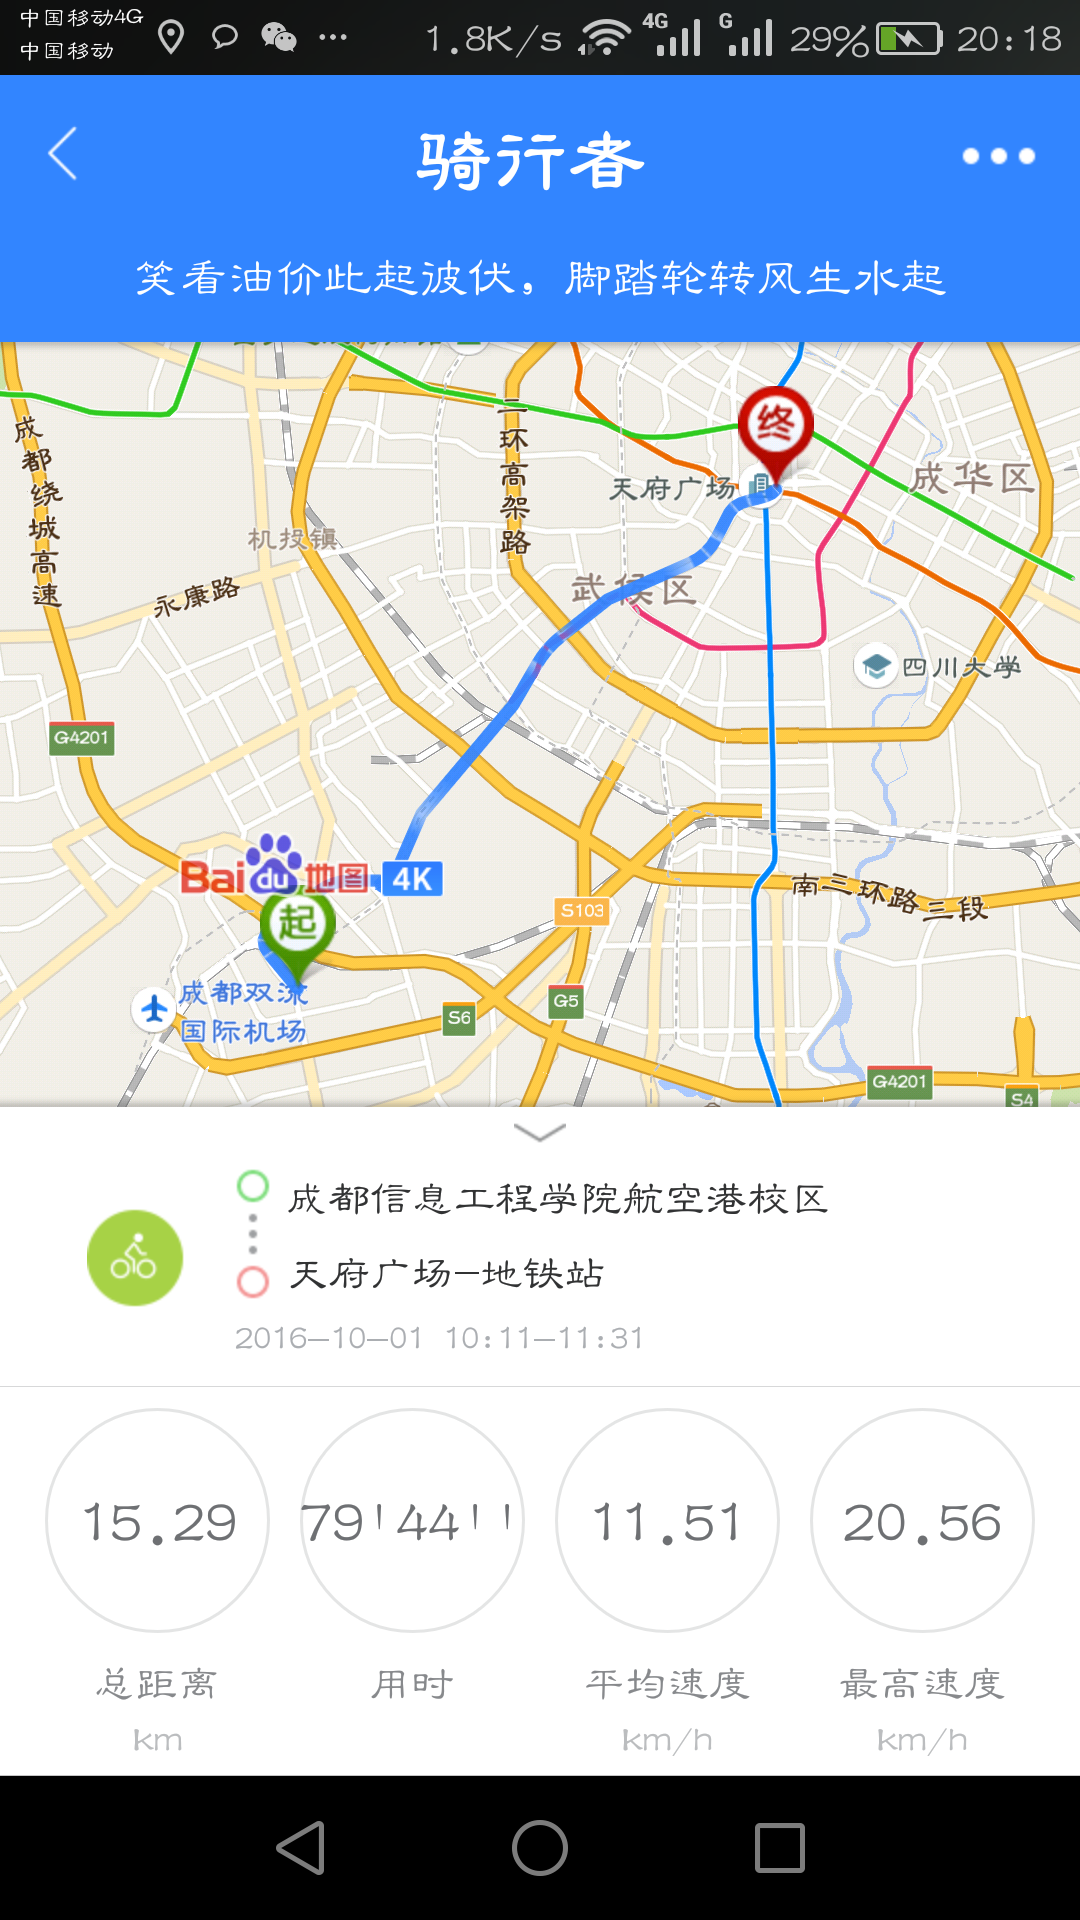 中国移动4G
中国移动
1.8K/s
4G
G
29%
20:18
骑行者
笑看油价此起波伏，脚踏轮转风生水起
成都绕城高速
二环高架路
终
天府广场
成华区
机投镇
永康路
武侯区
四川大学
G4201
Bai du 地图
4K
南三环路三段
S103
起
成都双流
国际机场
S6
G5
G4201
S4
成都信息工程学院航空港校区
天府广场-地铁站
2016-10-01 10:11-11:31
15.29
79'44''
11.51
20.56
总距离
用时
平均速度
最高速度
km
km/h
km/h